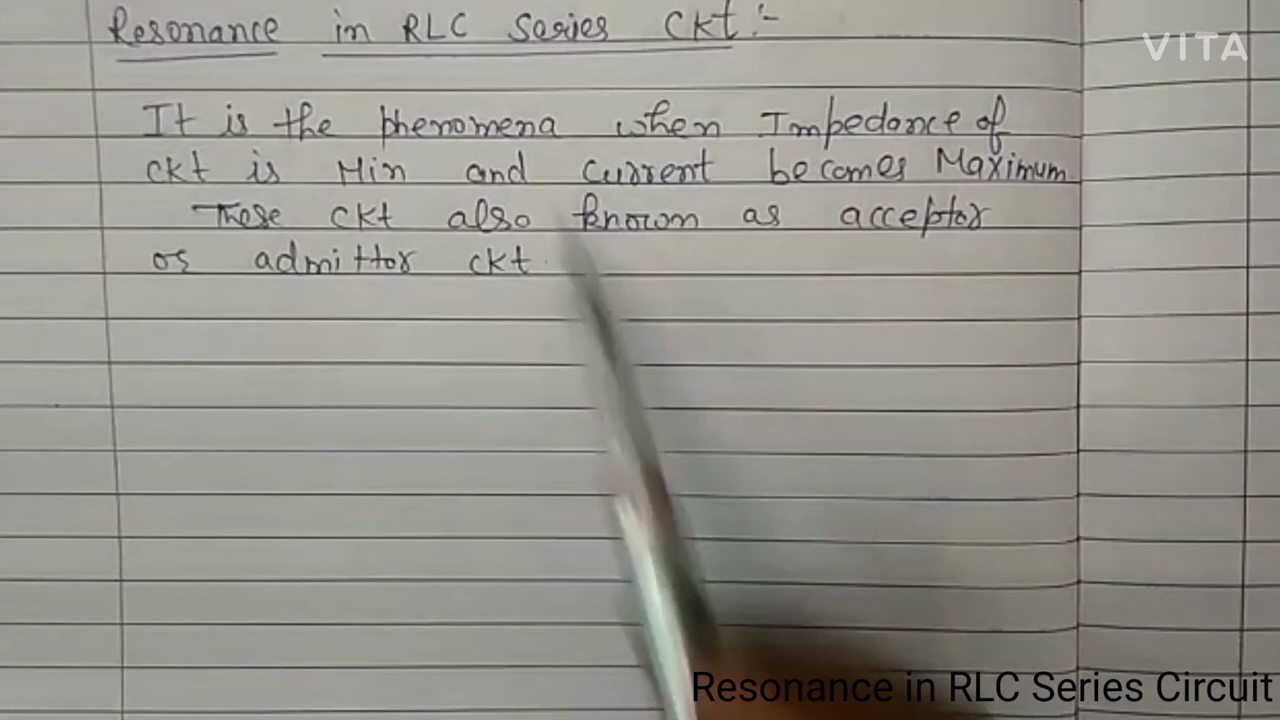 Resonance in RLC Series Ckt :-
VITA
It is the phenomena when Impedance of
ckt is Min and Current becomes Maximum
These ckt also known as acceptor
or admittor ckt.
Resonance in RLC Series Circuit